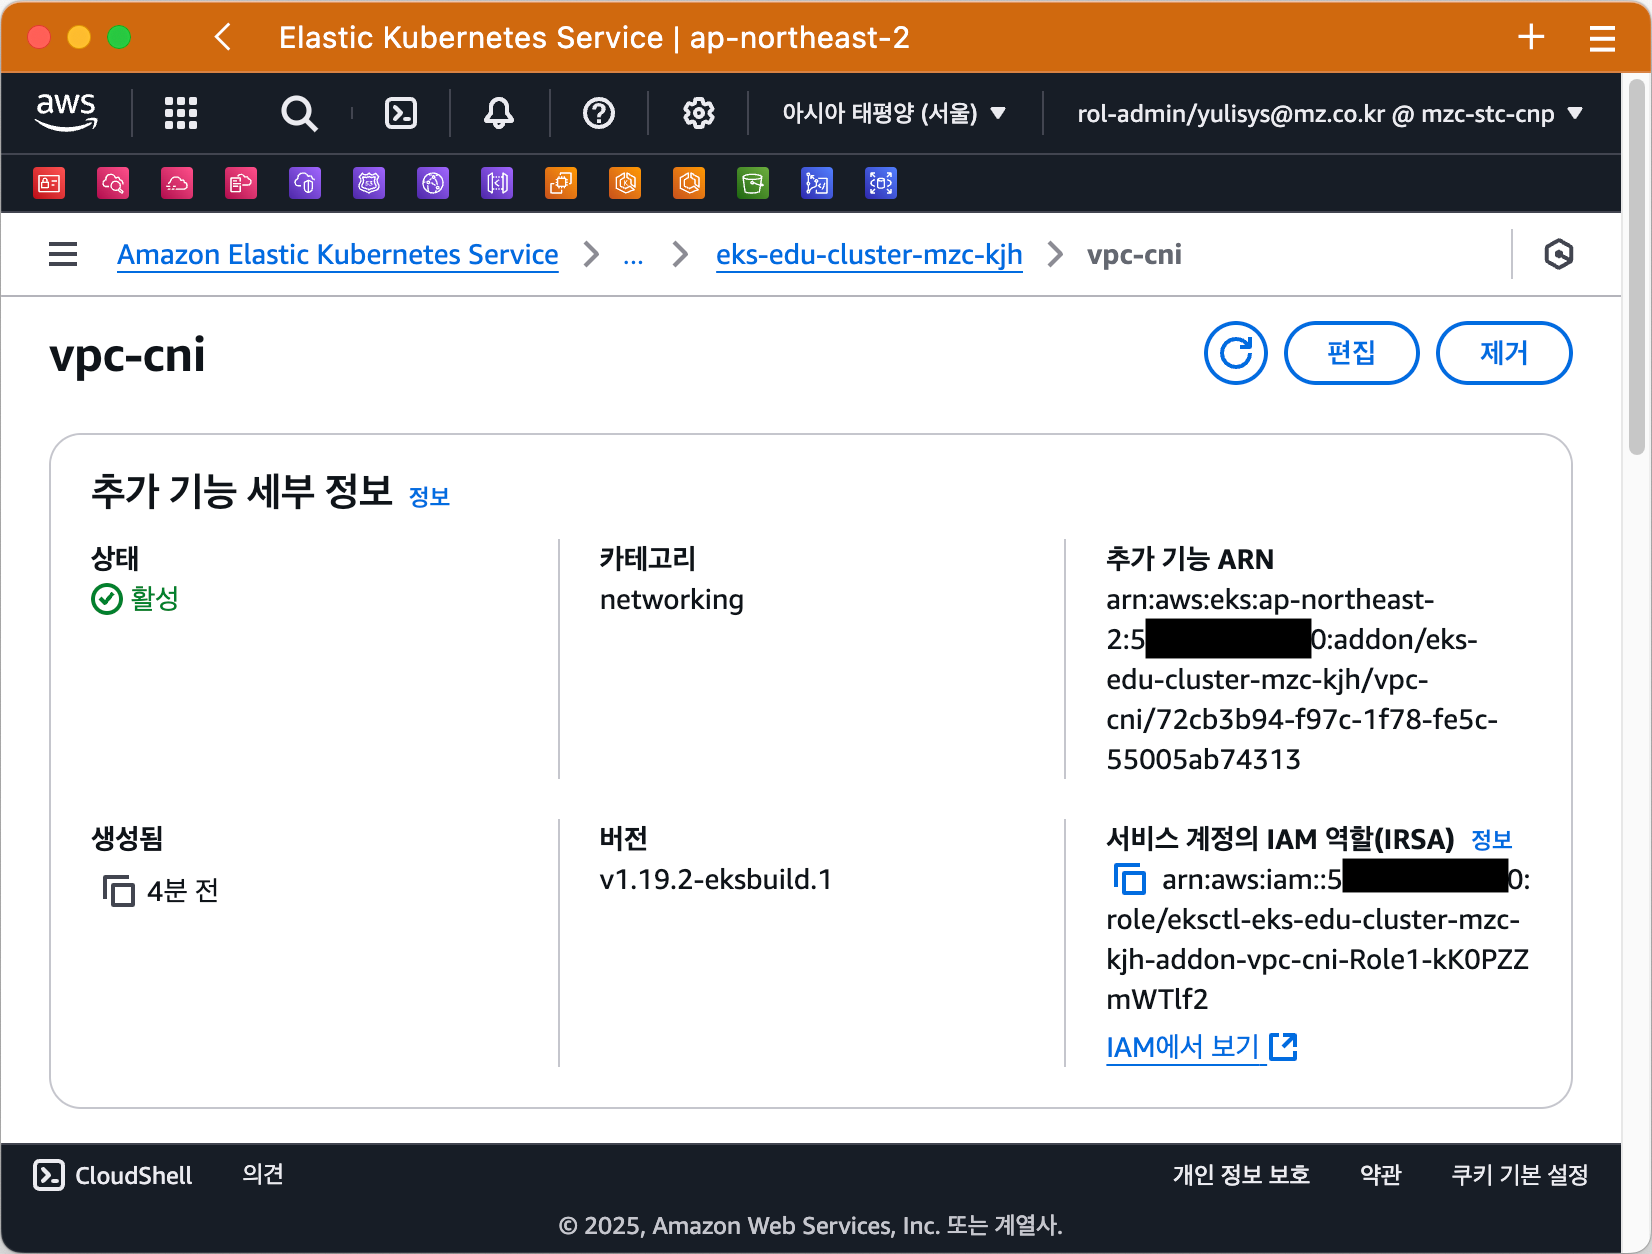 Elastic Kubernetes Service | ap-northeast-2
aws
아시아 태평양 (서울)
rol-admin/yulisys@mz.co.kr @ mzc-stc-cnp
Amazon Elastic Kubernetes Service
...
eks-edu-cluster-mzc-kjh
vpc-cni
vpc-cni
편집
제거
추가 기능 세부 정보 정보
상태
활성
카테고리
networking
추가 기능 ARN
arn:aws:eks:ap-northeast-
2:5 0:addon/eks-
edu-cluster-mzc-kjh/vpc-
cni/72cb3b94-f97c-1f78-fe5c-
55005ab74313
생성됨
4분 전
버전
v1.19.2-eksbuild.1
서비스 계정의 IAM 역할(IRSA) 정보
arn:aws:iam::5 0:
role/eksctl-eks-edu-cluster-mzc-
kjh-addon-vpc-cni-Role1-kK0PZZ
mWTlf2
IAM에서 보기
CloudShell
의견
개인 정보 보호
약관
쿠키 기본 설정
© 2025, Amazon Web Services, Inc. 또는 계열사.